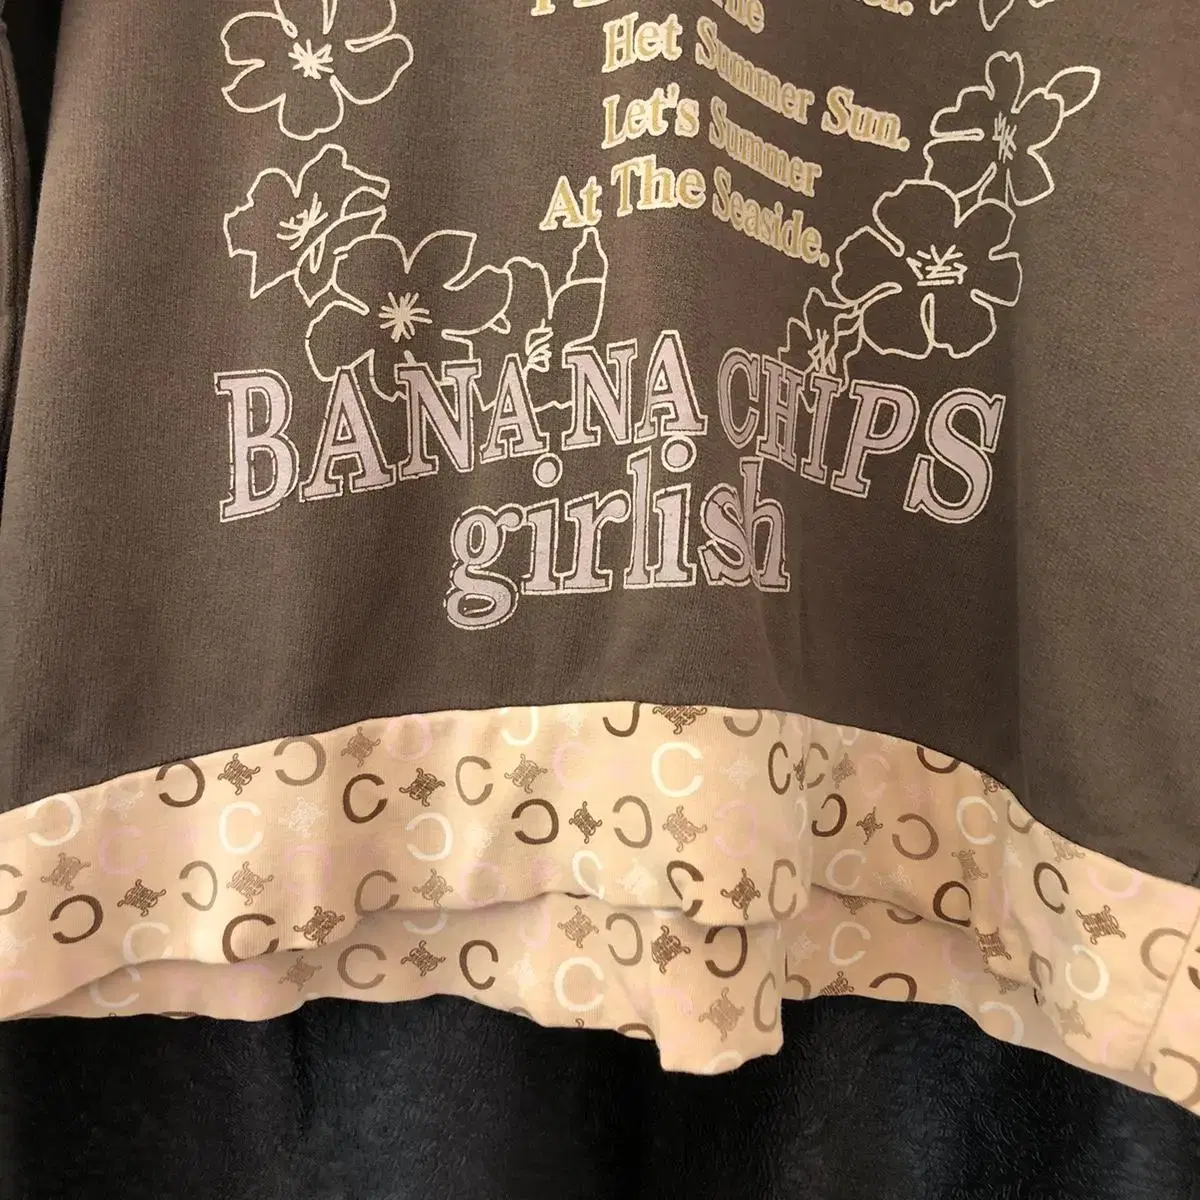 Het Summer Sun.
Let's Summer
At The Seaside.
BANANA CHIPS
girlish